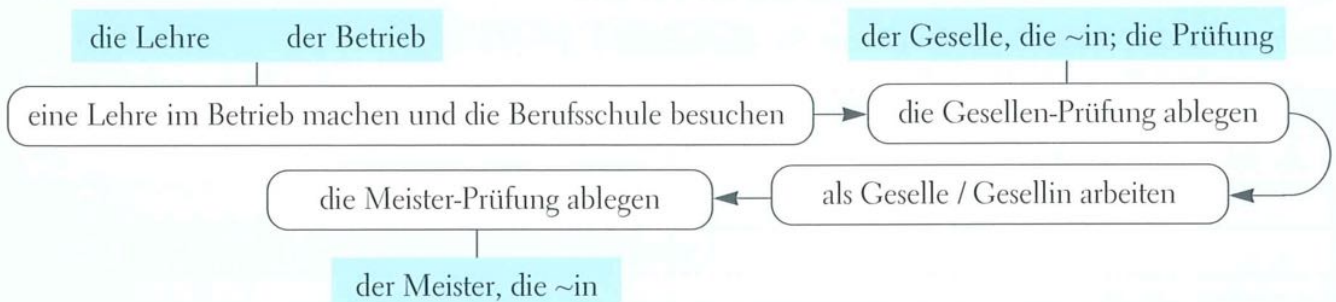 die Lehre der Betrieb
der Geselle, die ~in; die Prüfung
eine Lehre im Betrieb machen und die Berufsschule besuchen
die Gesellen-Prüfung ablegen
als Geselle / Gesellin arbeiten
die Meister-Prüfung ablegen
der Meister, die ~in